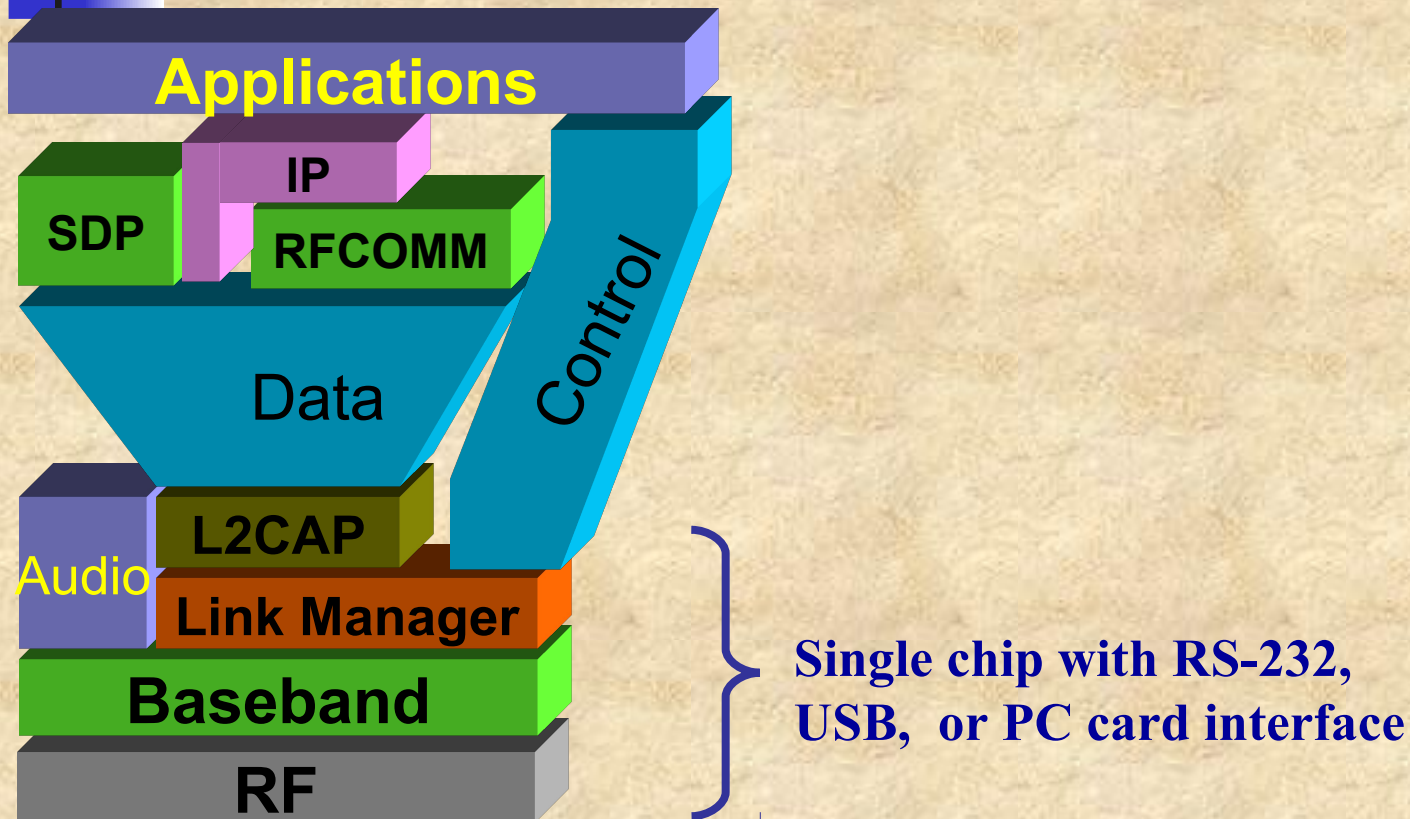 Applications
IP
SDP
RFCOMM
Control
Data
L2CAP
Audio
Link Manager
Single chip with RS-232,
USB, or PC card interface
Baseband
RF